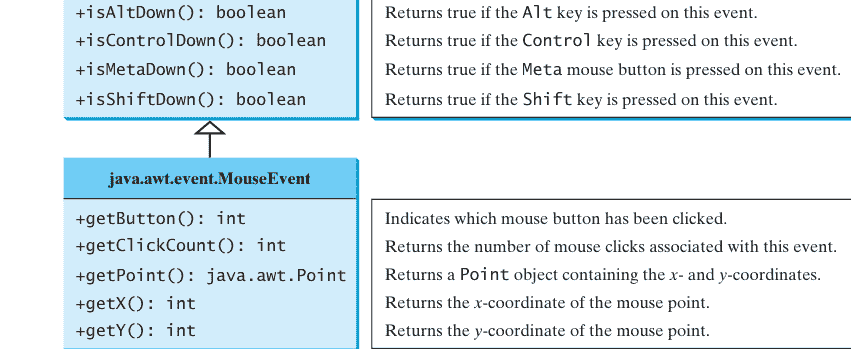 +isAltDown(): boolean Returns true if the Alt key is pressed on this event.
+isControlDown(): boolean Returns true if the Control key is pressed on this event.
+isMetaDown(): boolean Returns true if the Meta mouse button is pressed on this event.
+isShiftDown(): boolean Returns true if the Shift key is pressed on this event.
java.awt.event.MouseEvent
+getButton(): int Indicates which mouse button has been clicked.
+getClickCount(): int Returns the number of mouse clicks associated with this event.
+getPoint(): java.awt.Point Returns a Point object containing the x- and y-coordinates.
+getX(): int Returns the x-coordinate of the mouse point.
+getY(): int Returns the y-coordinate of the mouse point.